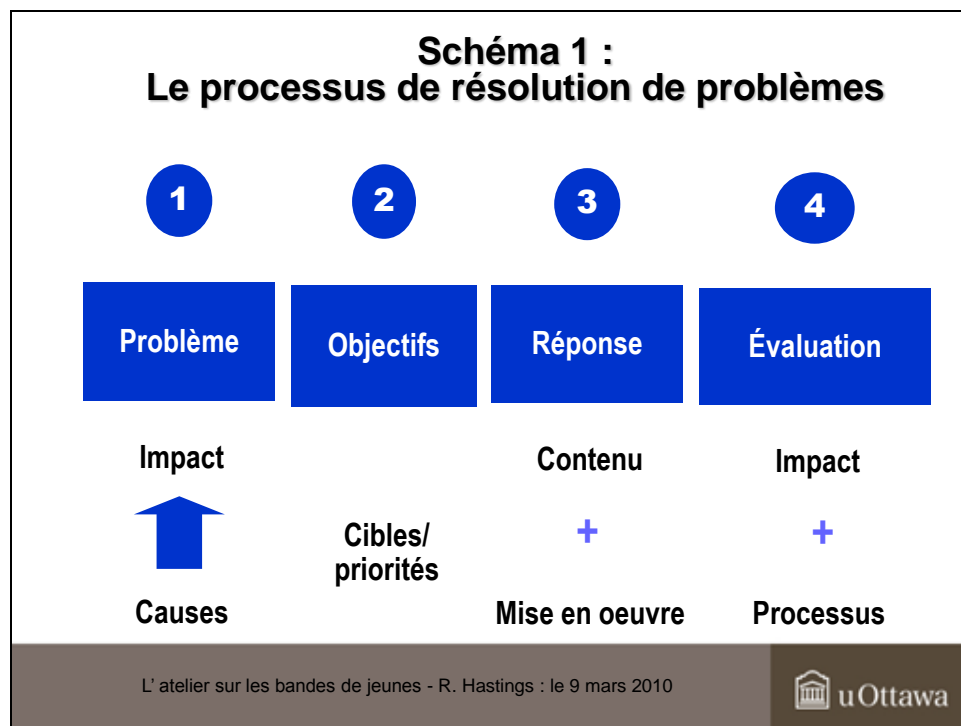 Schéma 1 :
Le processus de résolution de problèmes
1
2
3
4
Problème
Objectifs
Réponse
Évaluation
Impact
Contenu
Impact
Cibles/
priorités
+
+
Causes
Mise en oeuvre
Processus
L' atelier sur les bandes de jeunes - R. Hastings : le 9 mars 2010
uOttawa